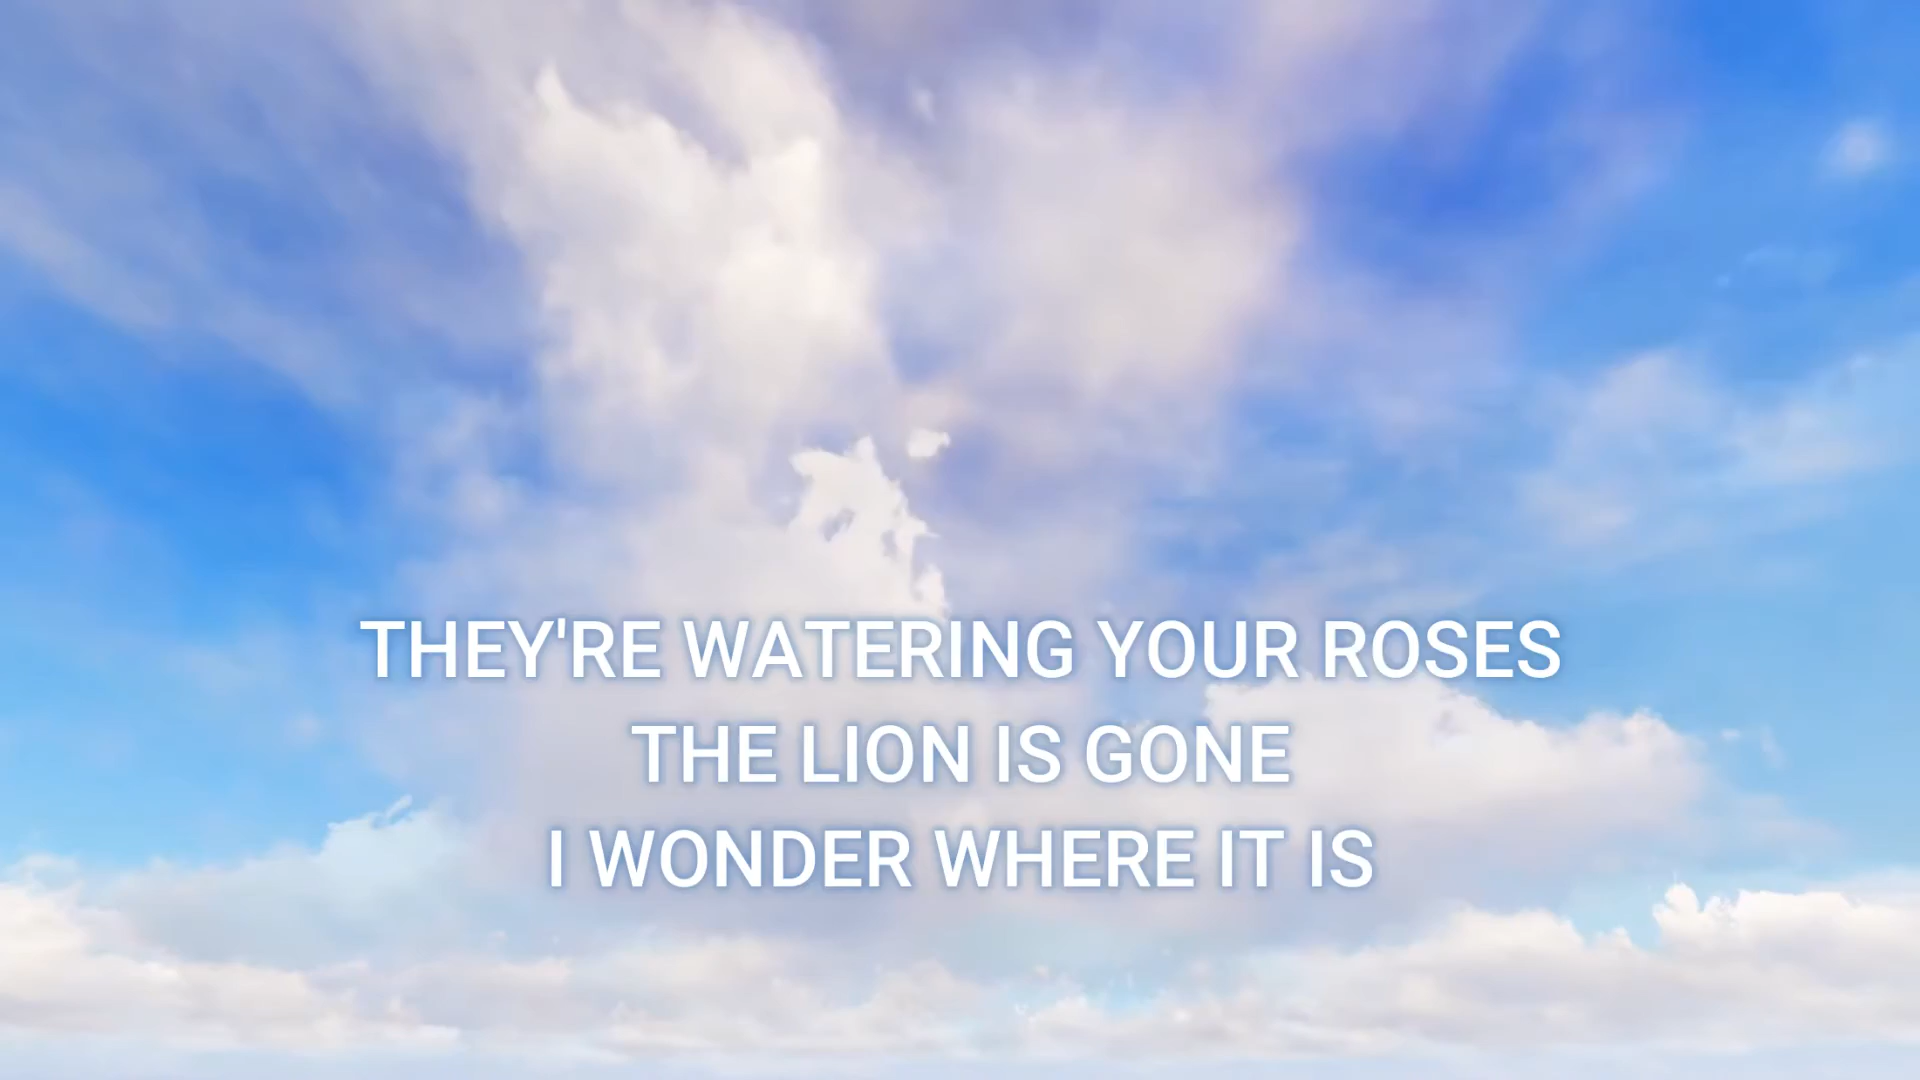 THEY'RE WATERING YOUR ROSES
THE LION IS GONE
I WONDER WHERE IT IS